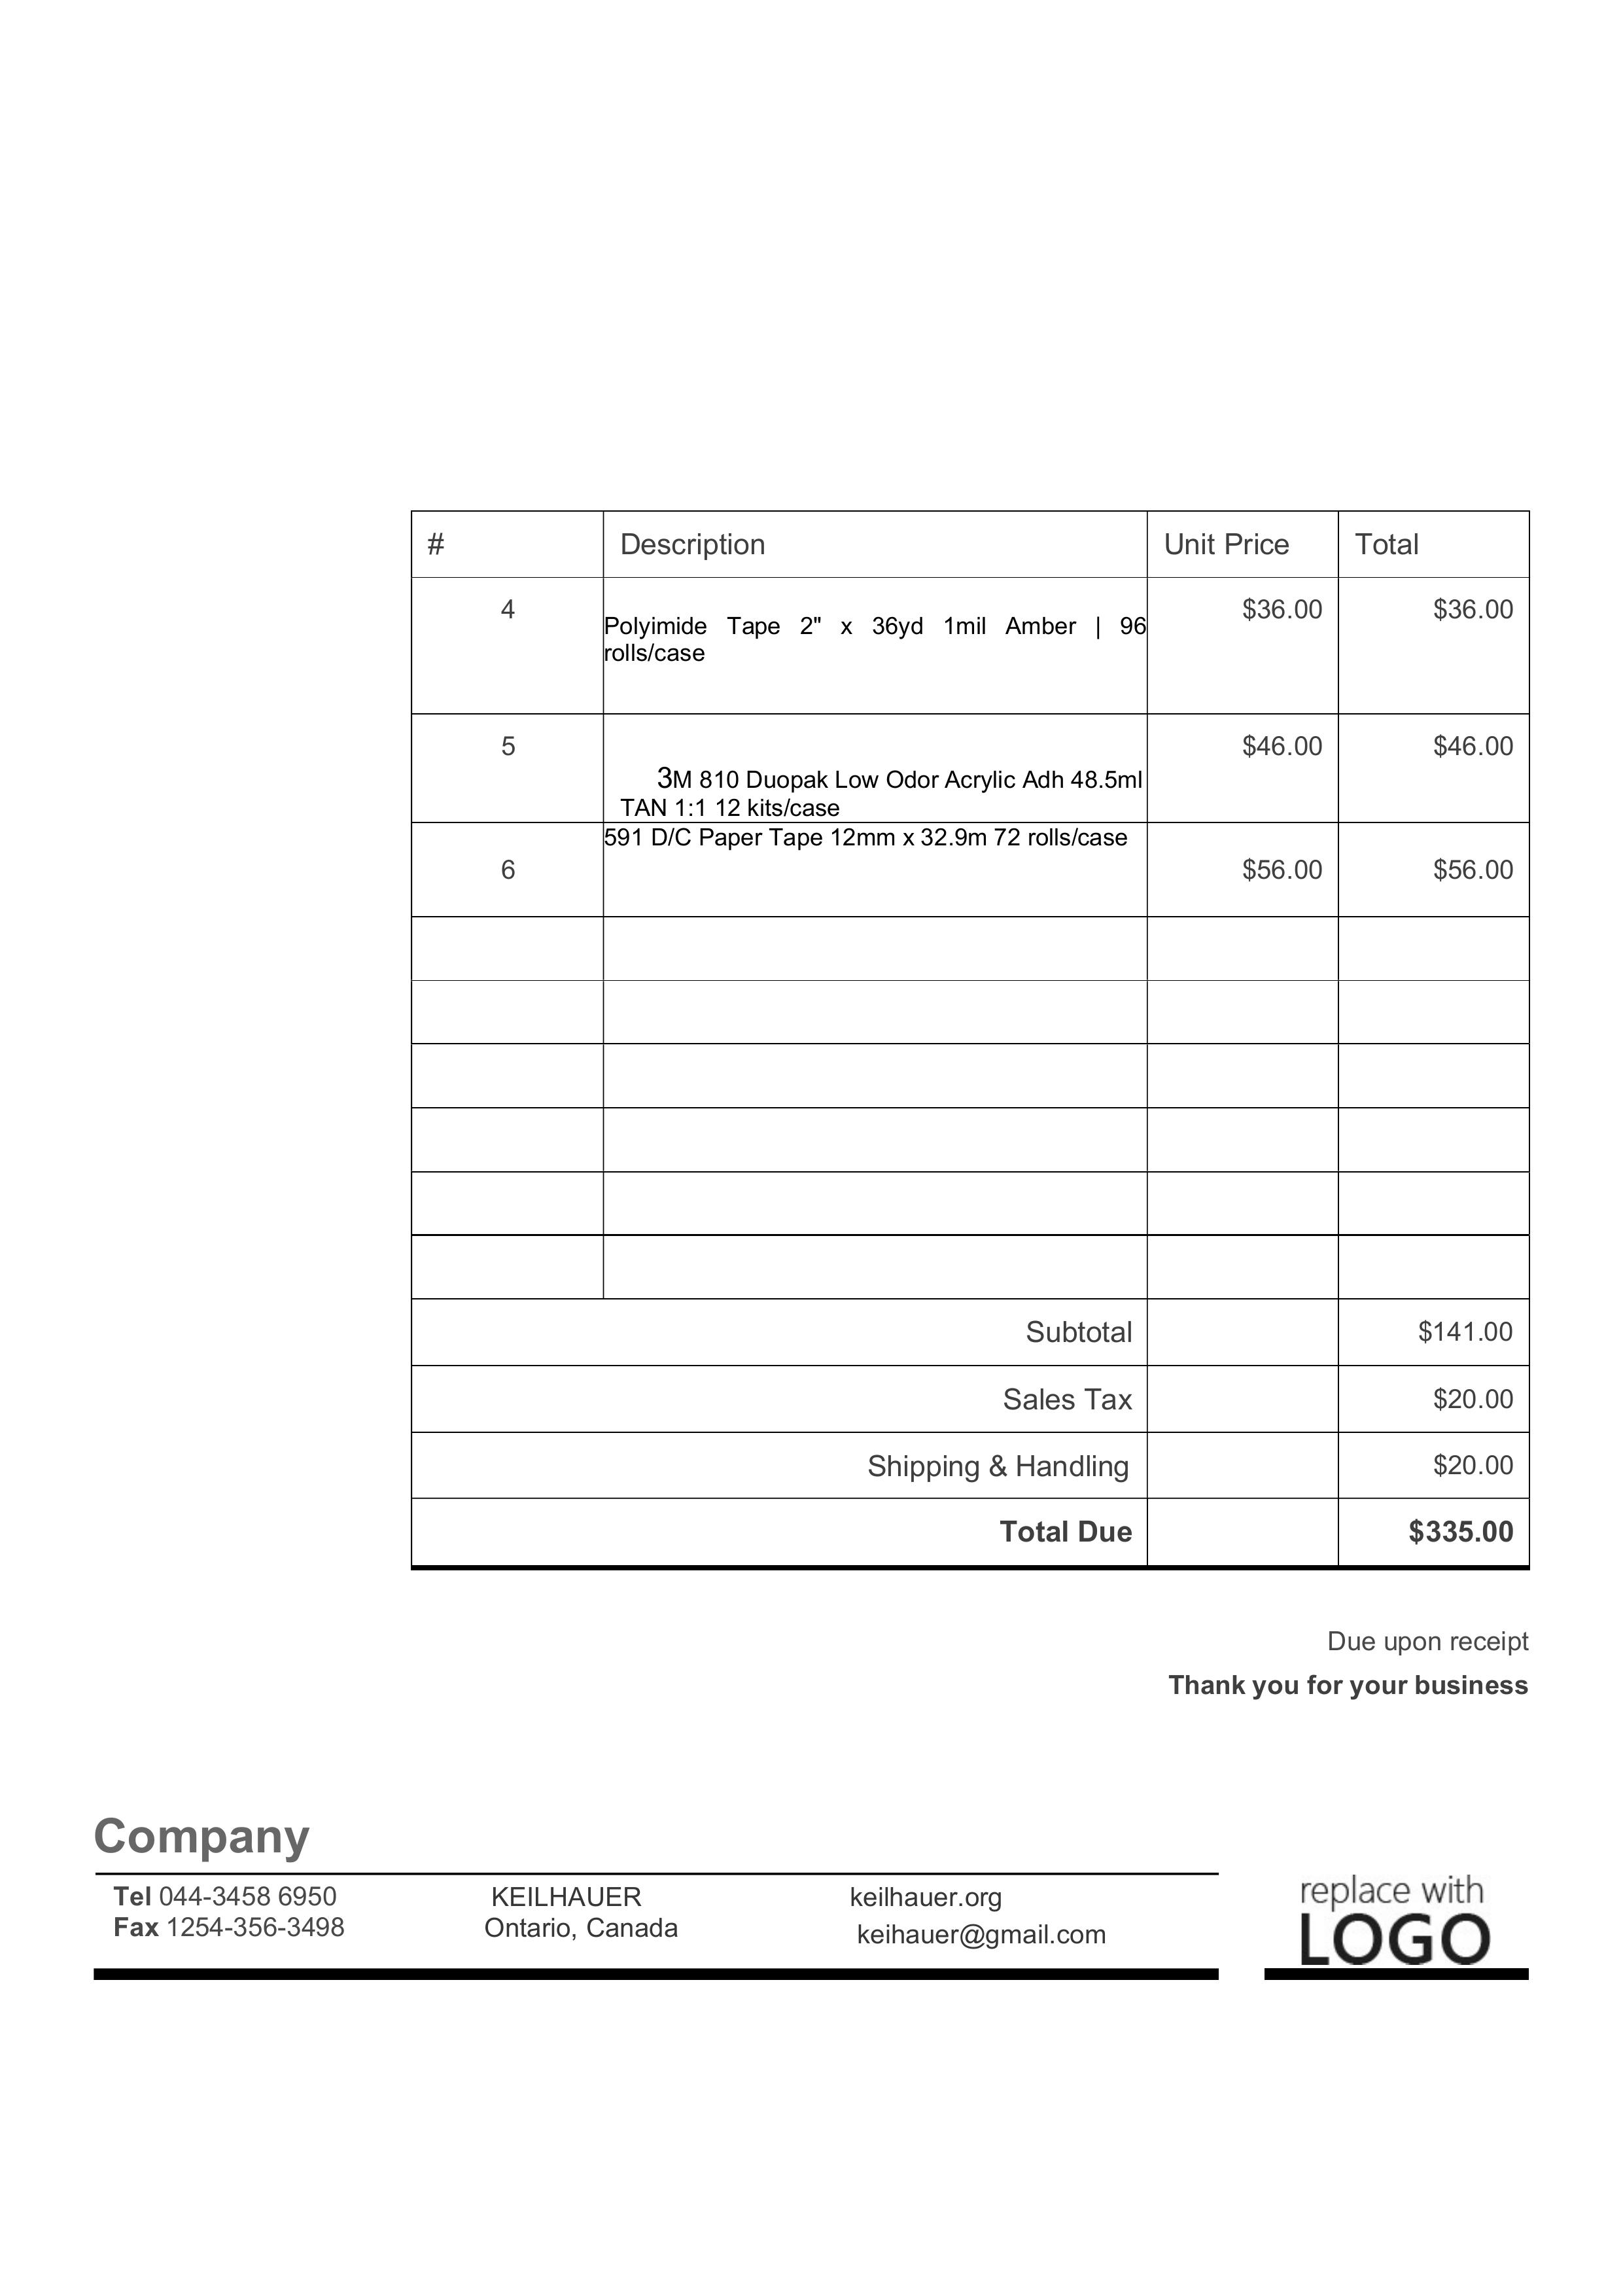 # Description Unit Price Total
4 Polyimide Tape 2" x 36yd 1mil Amber | 96 $36.00 $36.00
rolls/case
5 $46.00 $46.00
3M 810 Duopak Low Odor Acrylic Adh 48.5ml
TAN 1:1 12 kits/case
591 D/C Paper Tape 12mm x 32.9m 72 rolls/case
6 $56.00 $56.00
Subtotal $141.00
Sales Tax $20.00
Shipping & Handling $20.00
Total Due $335.00
Due upon receipt
Thank you for your business
Company
Tel 044-3458 6950 KEILHAUER keilhauer.org
Fax 1254-356-3498 Ontario, Canada keihauer@gmail.com
replace with
LOGO